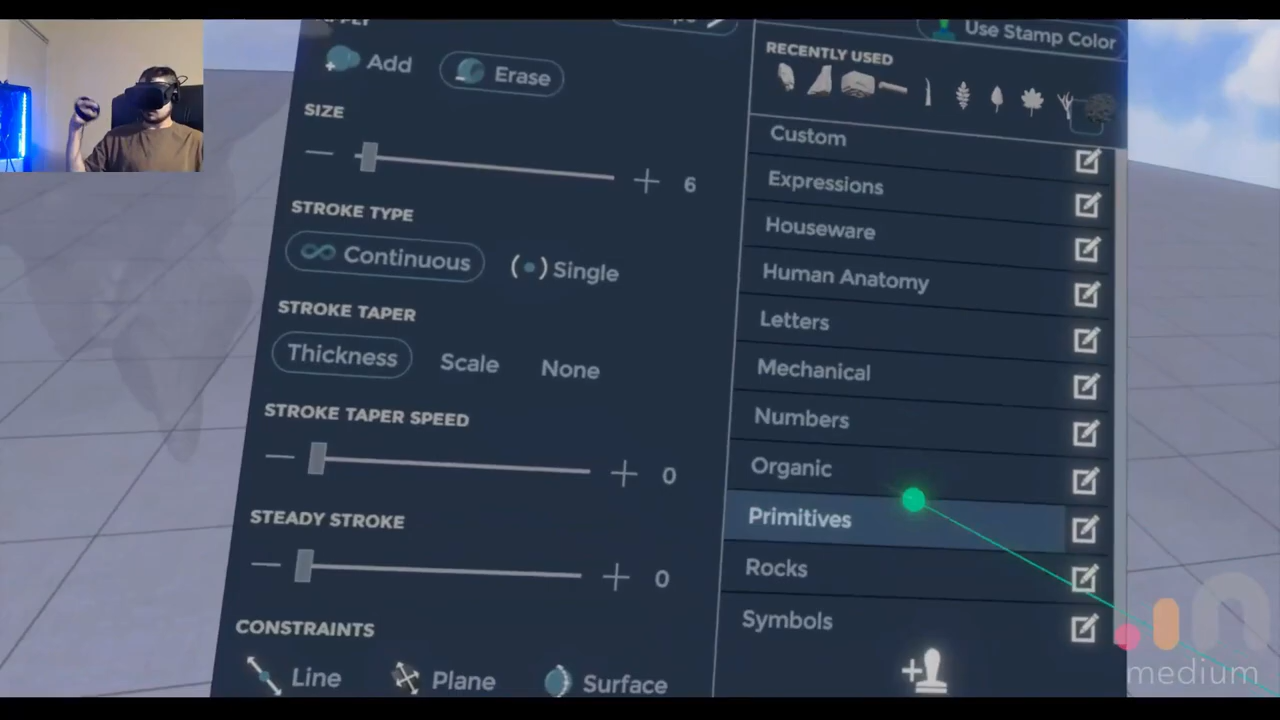 Add
Erase
SIZE
6
STROKE TYPE
Continuous
Single
STROKE TAPER
Thickness
Scale
None
STROKE TAPER SPEED
0
STEADY STROKE
0
CONSTRAINTS
Line
Plane
Surface
Use Stamp Color
RECENTLY USED
Custom
Expressions
Houseware
Human Anatomy
Letters
Mechanical
Numbers
Organic
Primitives
Rocks
Symbols
medium